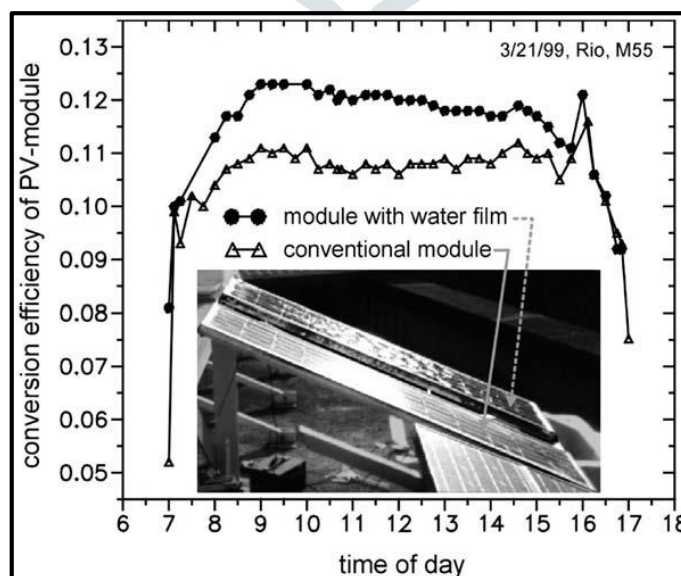 3/21/99, Rio, M55
conversion efficiency of PV-module
0.13
0.12
0.11
0.10
0.09
0.08
0.07
0.06
0.05
module with water film
conventional module
6 7 8 9 10 11 12 13 14 15 16 17 18
time of day